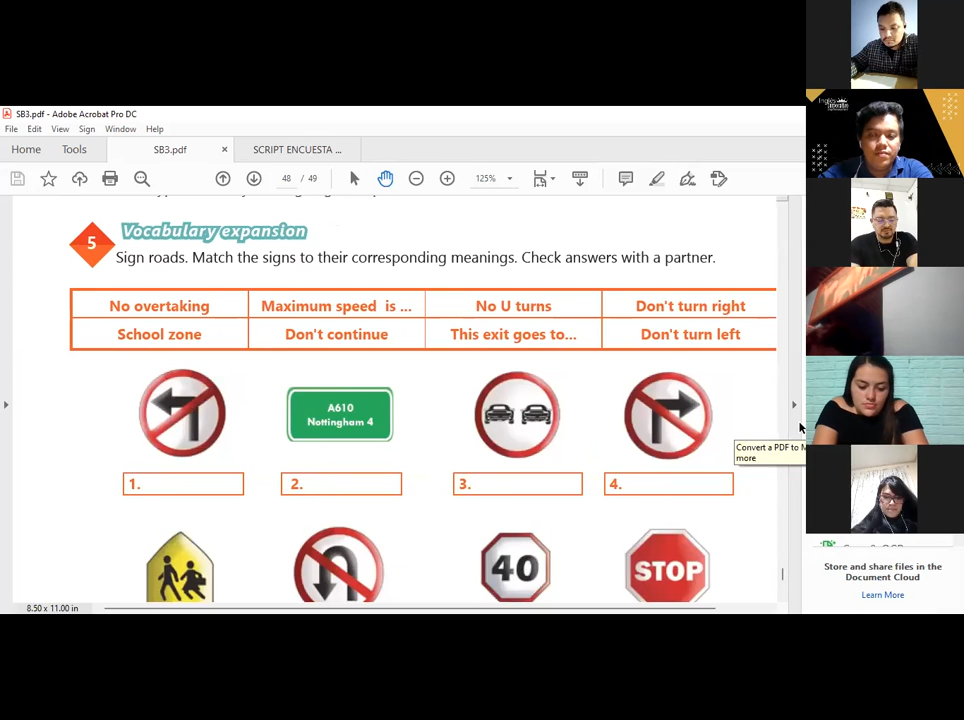 SB3.pdf - Adobe Acrobat Pro DC
File Edit View Sign Window Help
Home Tools SB3.pdf × SCRIPT ENCUESTA ...
48 / 49 125%
5 Vocabulary expansion
Sign roads. Match the signs to their corresponding meanings. Check answers with a partner.
No overtaking Maximum speed is ... No U turns Don't turn right
School zone Don't continue This exit goes to... Don't turn left
A610
Nottingham 4
1. 2. 3. 4.
Convert a PDF to
more
40 STOP
8.50 x 11.00 in
Inglés
Store and share files in the
Document Cloud
Learn More